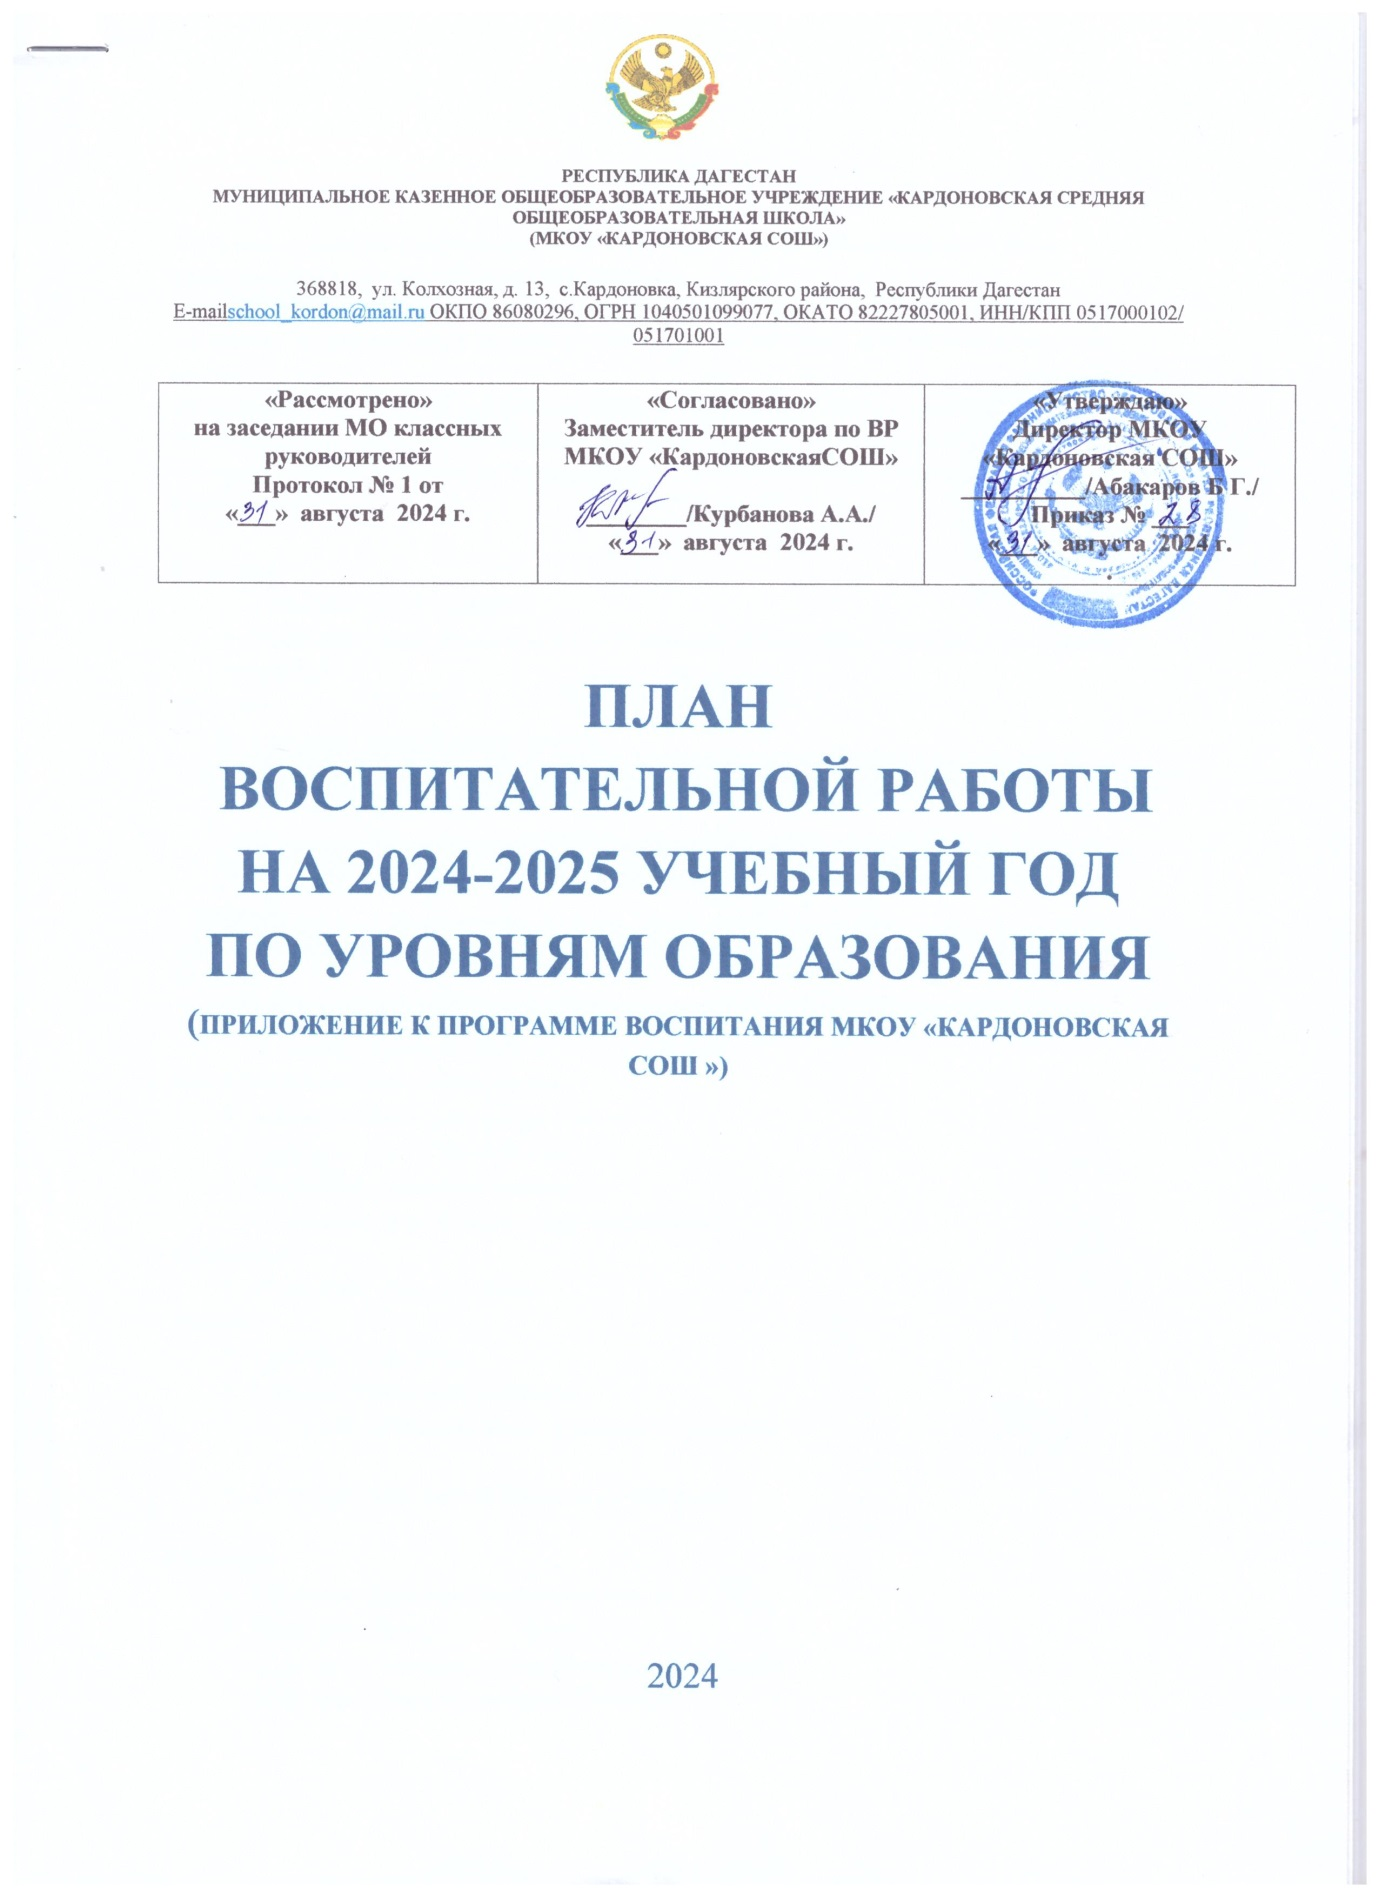 РЕСПУБЛИКА ДАГЕСТАН
МУНИЦИПАЛЬНОЕ КАЗЕННОЕ ОБЩЕОБРАЗОВАТЕЛЬНОЕ УЧРЕЖДЕНИЕ «КАРДОНОВСКАЯ СРЕДНЯЯ
ОБЩЕОБРАЗОВАТЕЛЬНАЯ ШКОЛА»
(МКОУ «КАРДОНОВСКАЯ СОШ»)
368818, ул. Колхозная, д. 13, с.Кардоновка, Кизлярского района, Республики Дагестан
E-mailschool_kordon@mail.ru ОКПО 86080296, ОГРН 1040501099077, ОКАТО 82227805001, ИНН/КПП 0517000102/
051701001
«Рассмотрено»
на заседании МО классных
руководителей
Протокол № 1 от
«31» августа 2024 г.
«Согласовано»
Заместитель директора по ВР
МКОУ «КардоновскаяСОШ»
/Курбанова А.А./
«31» августа 2024 г.
«Утверждаю»
Директор МКОУ
«Кардоновская СОШ»
/Абакаров Б Г./
Приказ № 28
«31» августа 2024 г.
ПЛАН
ВОСПИТАТЕЛЬНОЙ РАБОТЫ
НА 2024-2025 УЧЕБНЫЙ ГОД
ПО УРОВНЯМ ОБРАЗОВАНИЯ
(ПРИЛОЖЕНИЕ К ПРОГРАММЕ ВОСПИТАНИЯ МКОУ «КАРДОНОВСКАЯ
СОШ »)
2024